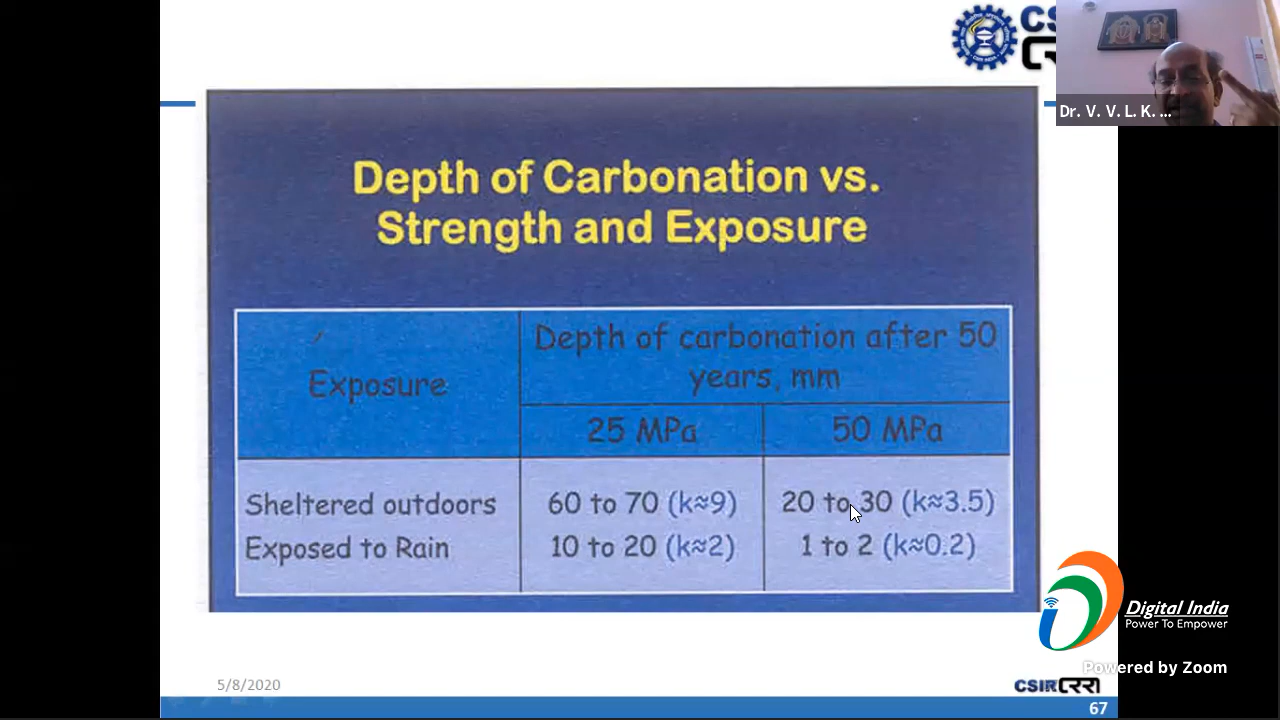 CS
Dr. V. V. L. K. ...
Depth of Carbonation vs.
Strength and Exposure
Exposure
Depth of carbonation after 50
years, mm
25 MPa
50 MPa
Sheltered outdoors 60 to 70 (k≈9) 20 to 30 (k≈3.5)
Exposed to Rain 10 to 20 (k≈2) 1 to 2 (k≈0.2)
Digital India
Power To Empower
Powered by Zoom
5/8/2020
CSIR CRRI
67